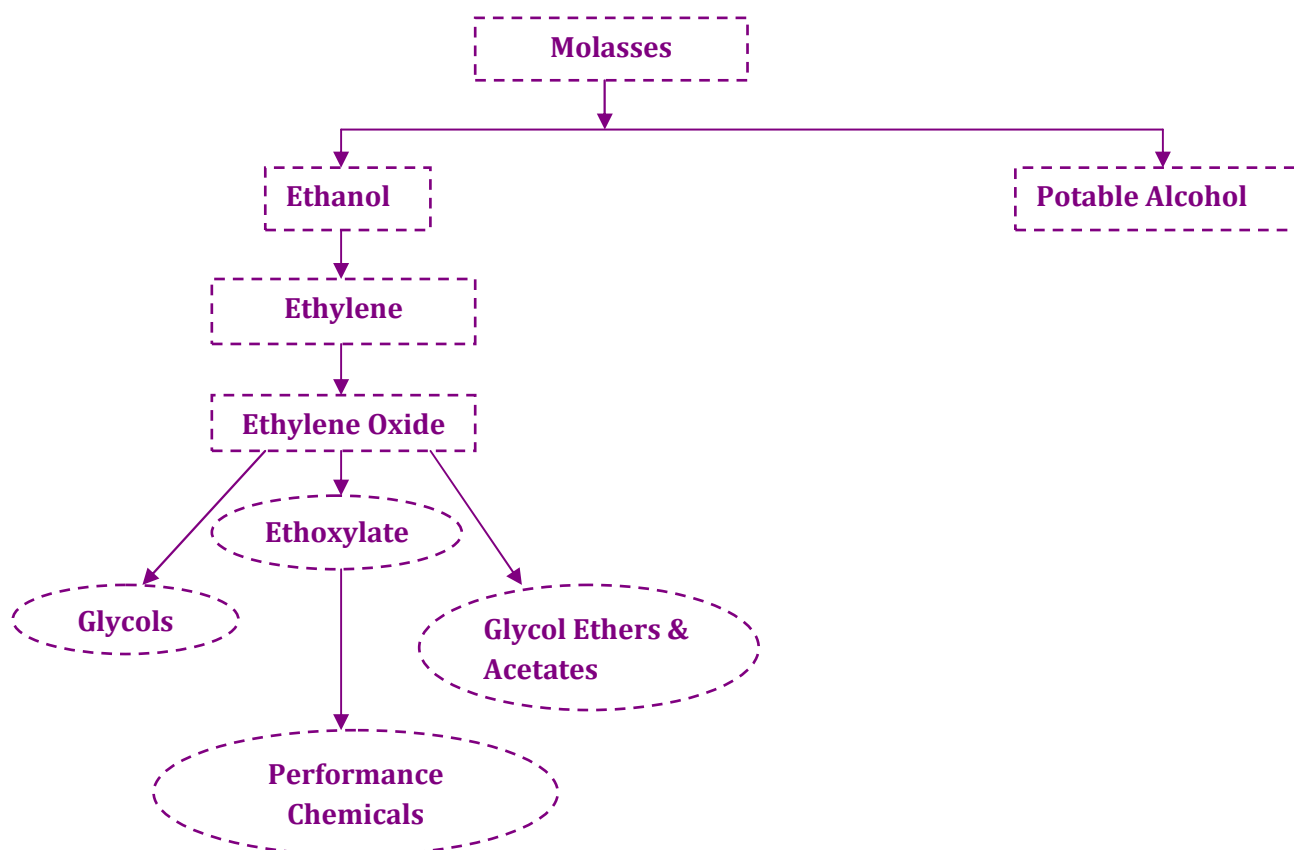 Molasses
Ethanol
Potable Alcohol
Ethylene
Ethylene Oxide
Ethoxylate
Glycols
Glycol Ethers &
Acetates
Performance
Chemicals